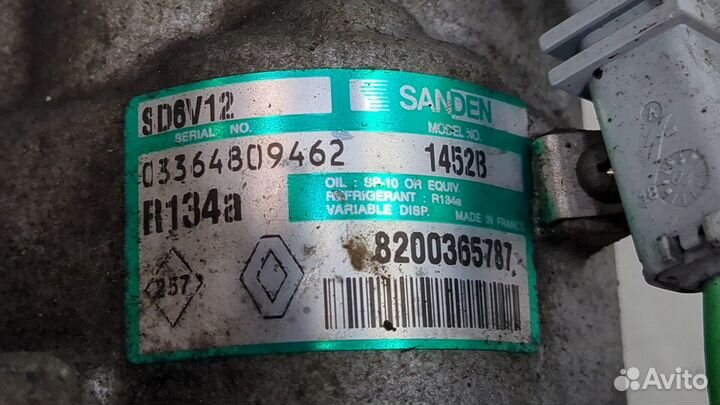 SD6V12
SANDEN
SERIAL NO.
MODEL NO.
03364809462
1452B
R134a
OIL : SP-10 OR EQUIV.
REFRIGERANT : R134a
VARIABLE DISP.
MADE IN FRANCE
8200365787
257
Avito